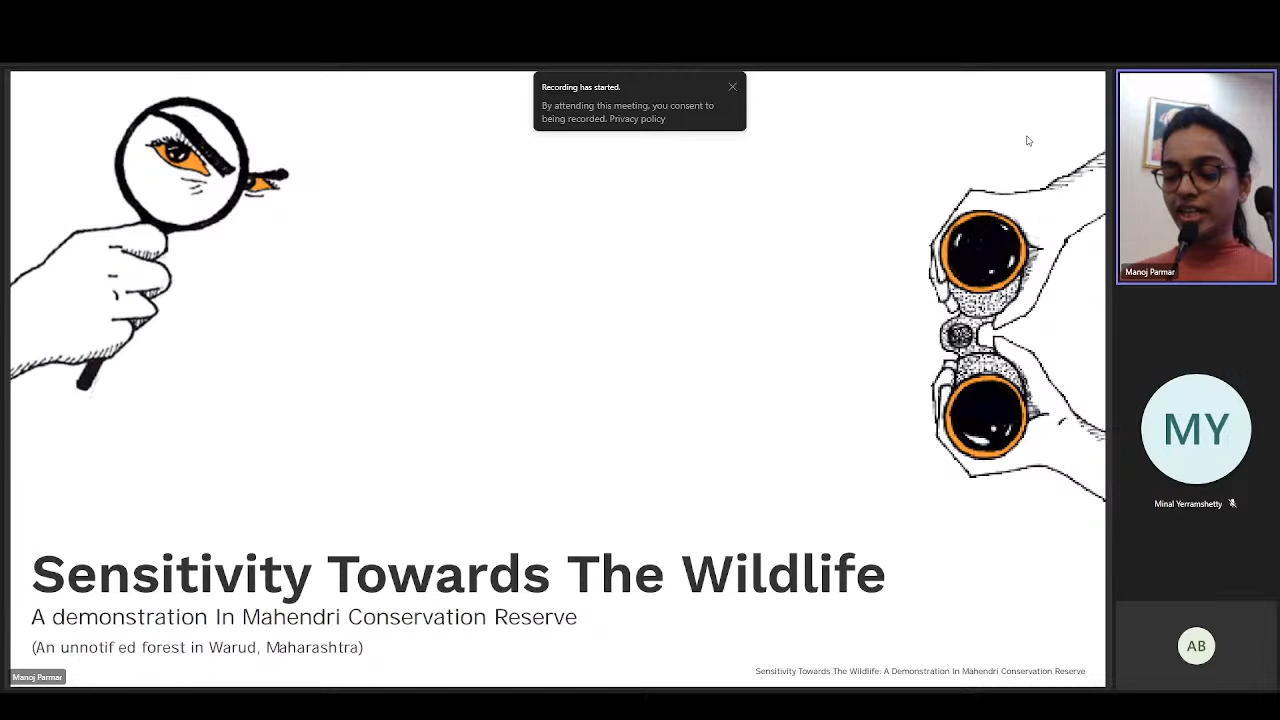 Recording has started.
By attending this meeting, you consent to
being recorded. Privacy policy
Manoj Parmar
MY
Minal Yerramshetty
Sensitivity Towards The Wildlife
A demonstration In Mahendri Conservation Reserve
(An unnotif ed forest in Warud, Maharashtra)
AB
Manoj Parmar
Sensitivity Towards The Wildlife: A Demonstration In Mahendri Conservation Reserve